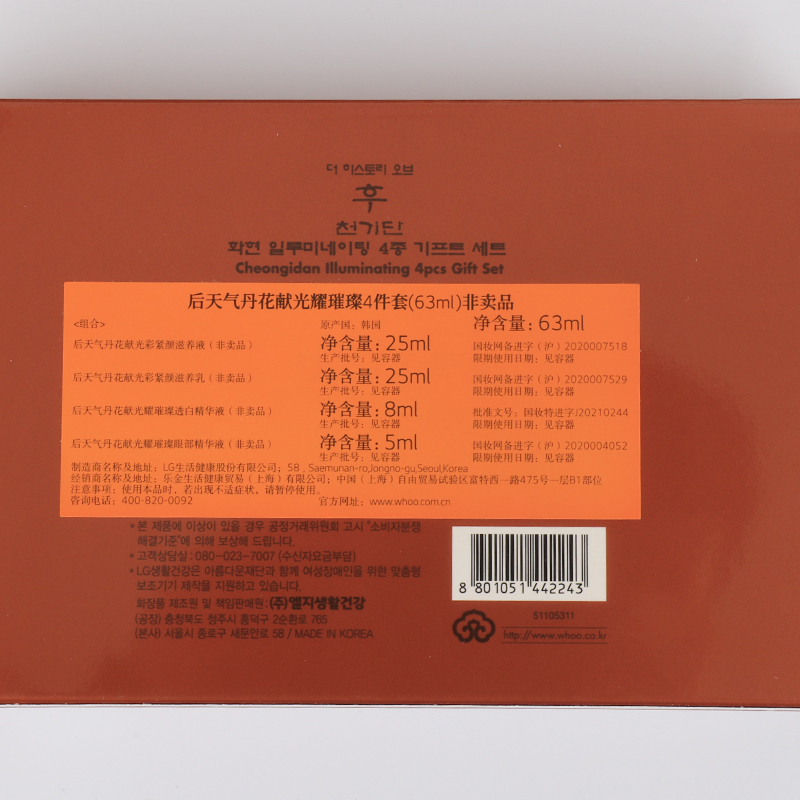 더 히스토리 오브
후
천기단
화현 일루미네이팅 4종 기프트 세트
Cheongidan Illuminating 4pcs Gift Set
后天气丹花献光耀璀璨4件套(63ml)非卖品
<组合> 原产国：韩国 净含量：63ml
后天气丹花献光彩紧颜滋养液（非卖品） 净含量：25ml 国妆网备进字（沪）2020007518
生产批号：见容器 限期使用日期：见容器
后天气丹花献光彩紧颜滋养乳（非卖品） 净含量：25ml 国妆网备进字（沪）2020007529
生产批号：见容器 限期使用日期：见容器
后天气丹花献光耀璀璨透白精华液（非卖品） 净含量：8ml 批准文号：国妆特进字J20210244
生产批号：见容器 限期使用日期：见容器
后天气丹花献光耀璀璨眼部精华液（非卖品） 净含量：5ml 国妆网备进字（沪）2020004052
生产批号：见容器 限期使用日期：见容器
制造商名称及地址：LG生活健康股份有限公司；58，Saemunan-ro,Jongno-gu,Seoul,Korea
经销商名称及地址：乐金生活健康贸易（上海）有限公司；中国（上海）自由贸易试验区富特西一路475号一层B1部位
注意事项：使用本品时，若出现不适症状，请暂停使用。
咨询电话：400-820-0092 官方网址：www.whoo.com.cn
• 본 제품에 이상이 있을 경우 공정거래위원회 고시 "소비자분쟁
해결기준"에 의해 보상해 드립니다.
• 고객상담실 : 080-023-7007 (수신자요금부담)
• LG생활건강은 아름다운재단과 함께 여성장애인을 위한 맞춤형
보조기기 제작을 지원하고 있습니다.
화장품 제조원 및 책임판매원 : (주)엘지생활건강
(공장) 충청북도 청주시 흥덕구 2순환로 765
(본사) 서울시 종로구 새문안로 58 / MADE IN KOREA
8 801051 442243
51105311
http://www.whoo.co.kr